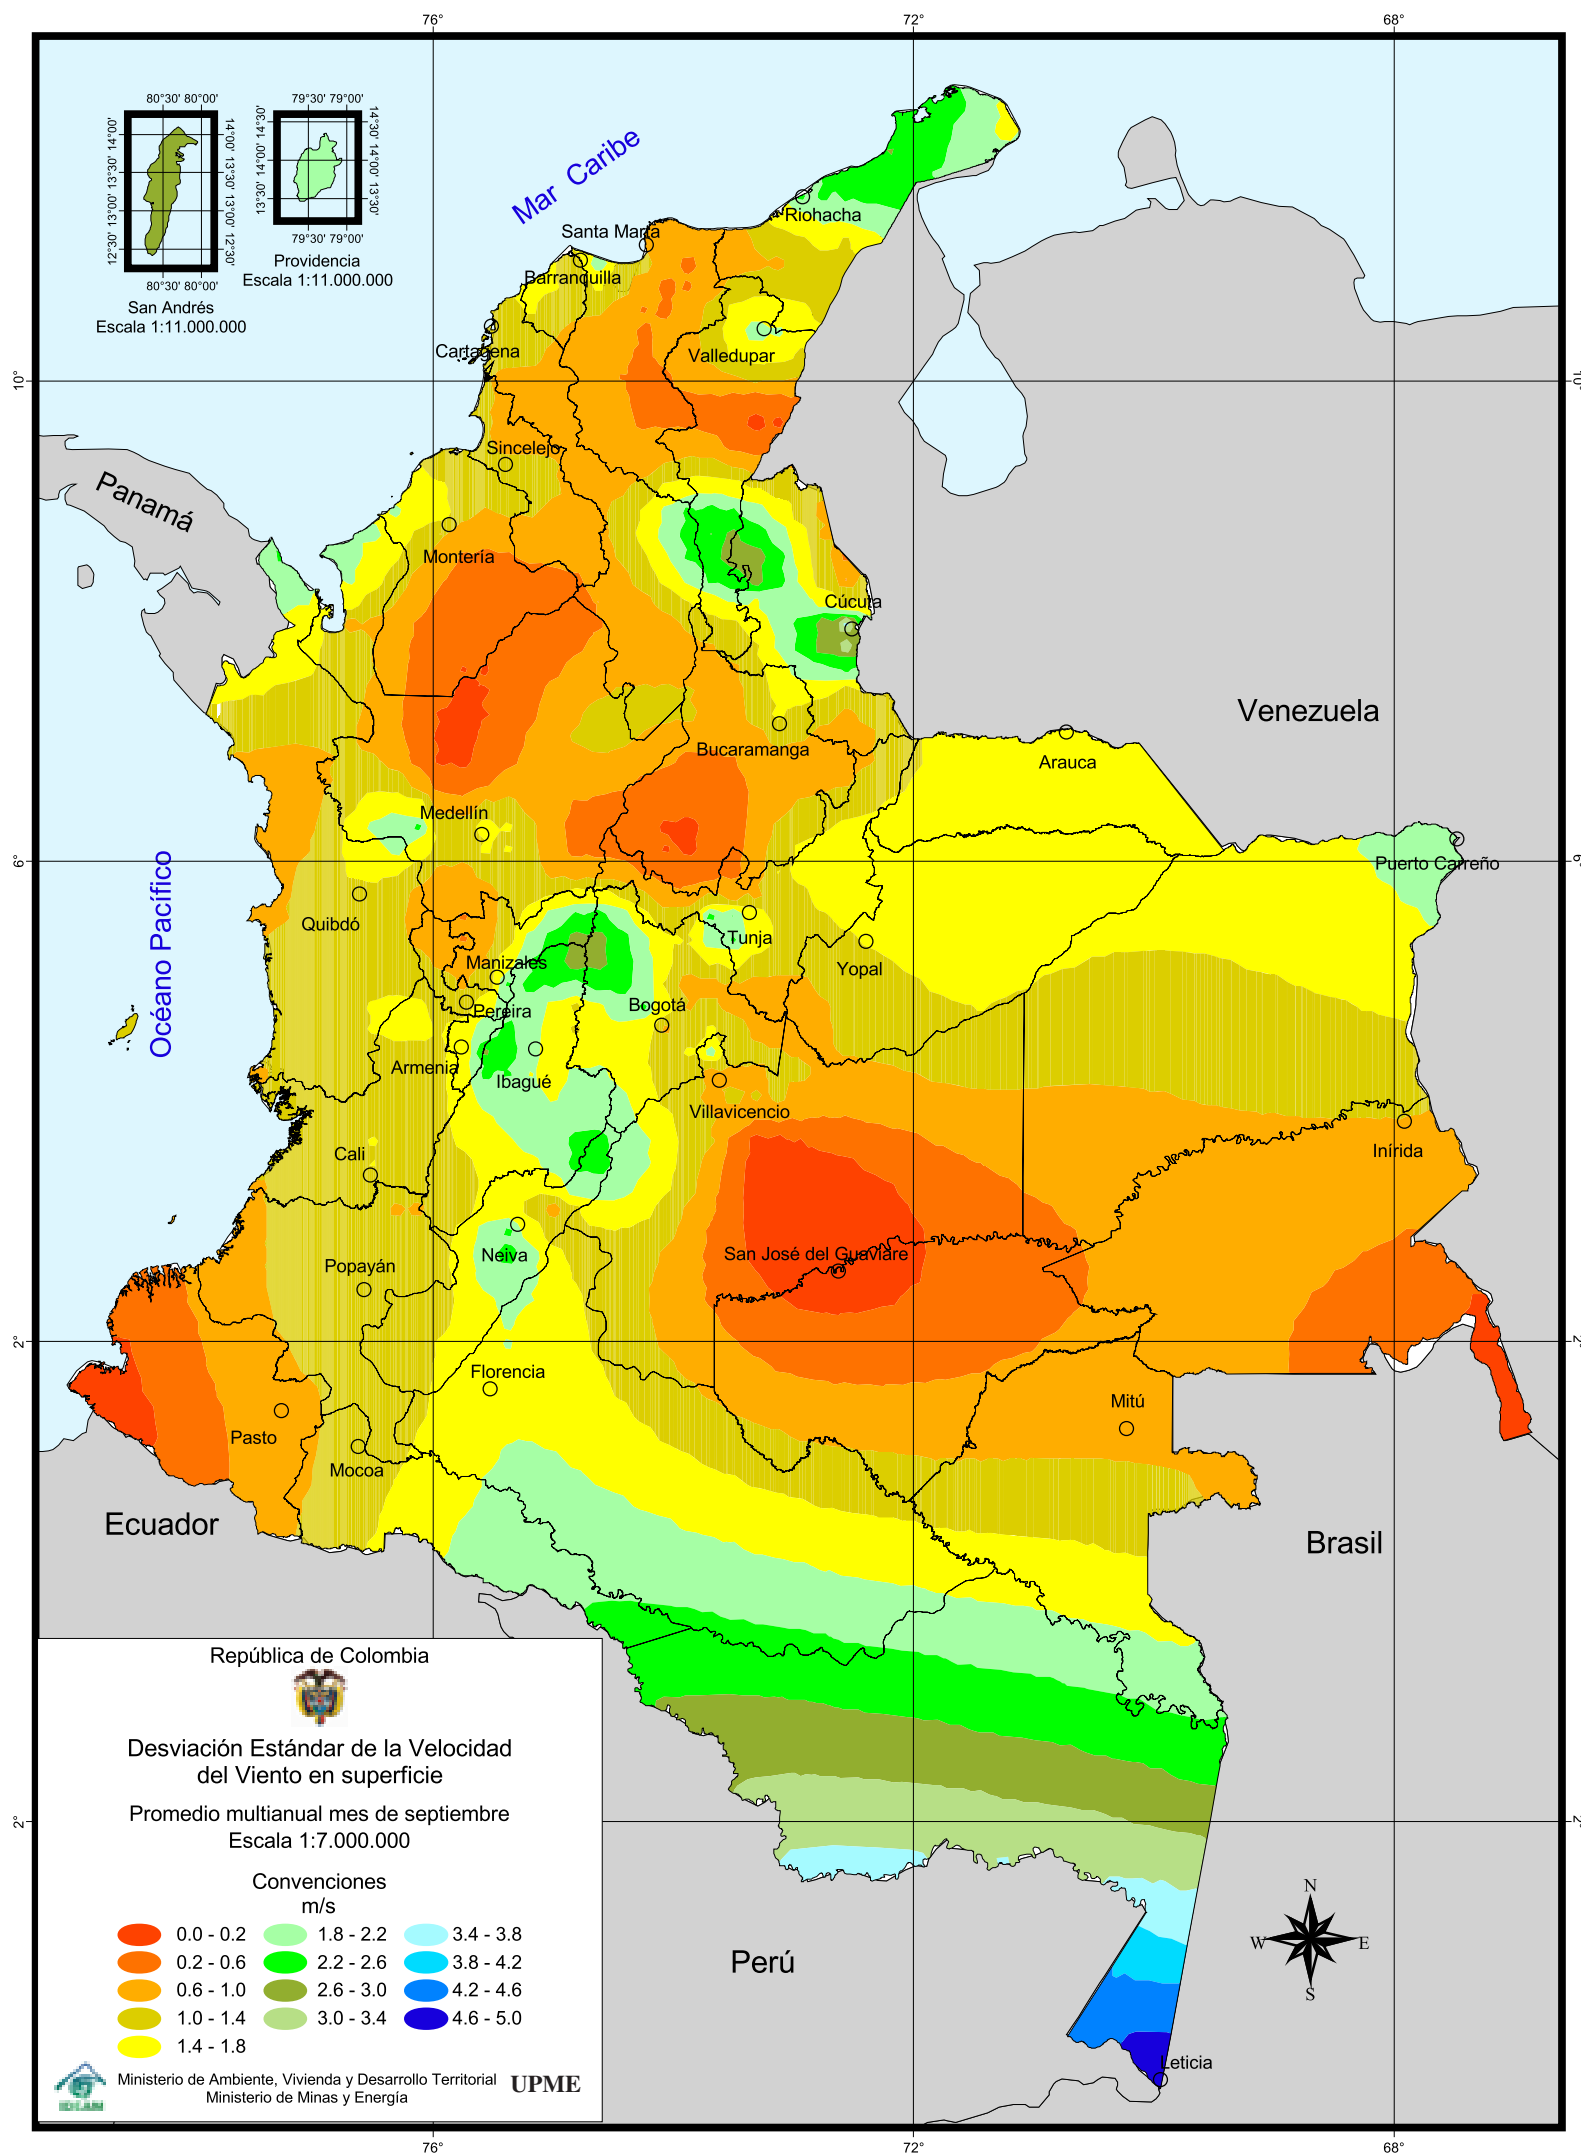 76°
72°
68°
80°30' 80°00'
14°00' 13°30' 13°00' 12°30'
12°30' 13°00' 13°30' 14°00'
80°30' 80°00'
San Andrés
Escala 1:11.000.000
79°30' 79°00'
14°30' 14°00' 13°30'
13°30' 14°00' 14°30'
79°30' 79°00'
Providencia
Escala 1:11.000.000
Mar Caribe
Riohacha
Santa Marta
Barranquilla
Cartagena
Valledupar
10°
10°
Sincelejo
Panamá
Montería
Cúcuta
Venezuela
Bucaramanga
Arauca
Medellín
6°
6°
Puerto Carreño
Océano Pacífico
Quibdó
Tunja
Yopal
Manizales
Pereira
Bogotá
Armenia
Ibagué
Villavicencio
Cali
Inírida
Neiva
San José del Guaviare
Popayán
2°
2°
Florencia
Mitú
Pasto
Mocoa
Ecuador
Brasil
República de Colombia
Desviación Estándar de la Velocidad
del Viento en superficie
Promedio multianual mes de septiembre
Escala 1:7.000.000
2°
2°
Convenciones
m/s
0.0 - 0.2 1.8 - 2.2 3.4 - 3.8
0.2 - 0.6 2.2 - 2.6 3.8 - 4.2
0.6 - 1.0 2.6 - 3.0 4.2 - 4.6
1.0 - 1.4 3.0 - 3.4 4.6 - 5.0
1.4 - 1.8
IDEAM
Ministerio de Ambiente, Vivienda y Desarrollo Territorial
Ministerio de Minas y Energía
UPME
Perú
N
W E
S
Leticia
76°
72°
68°